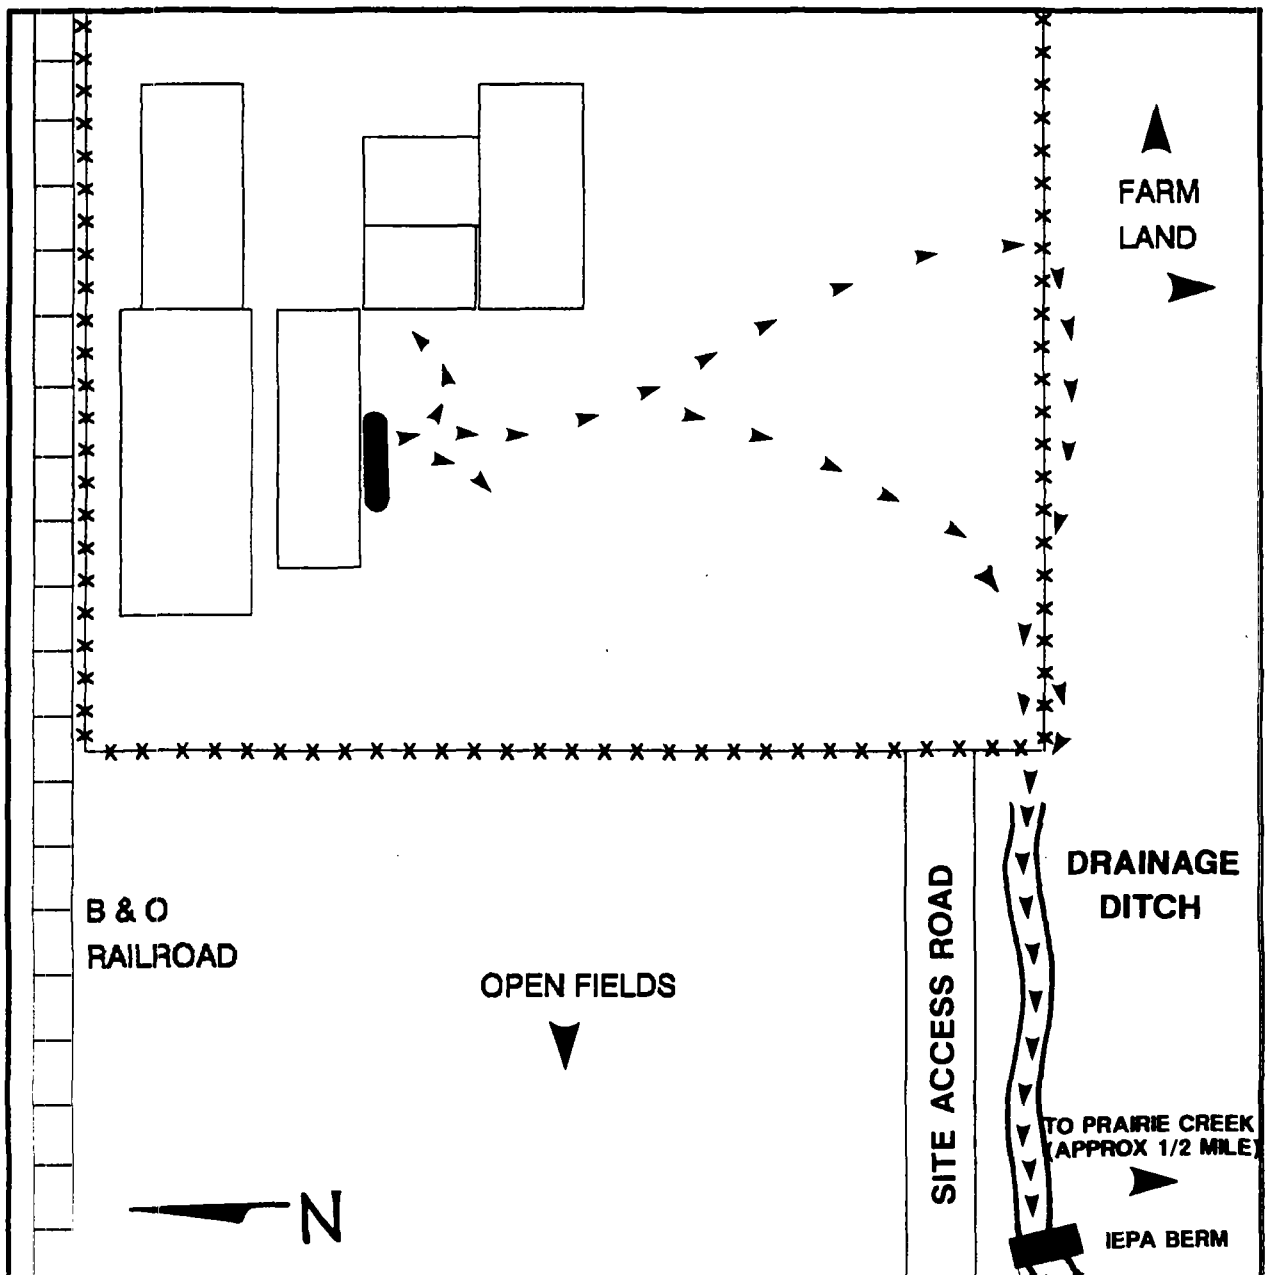 FARM
LAND
DRAINAGE
DITCH
B & O
RAILROAD
OPEN FIELDS
SITE ACCESS ROAD
TO PRAIRIE CREEK
(APPROX 1/2 MILE)
N
IEPA BERM